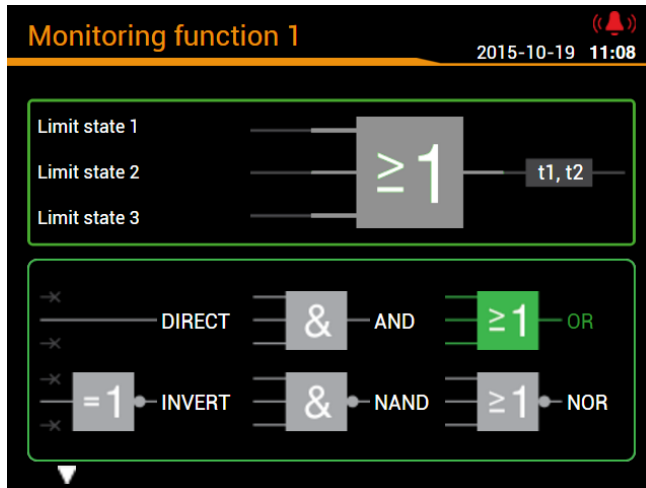 Monitoring function 1
2015-10-19 11:08
Limit state 1
Limit state 2
Limit state 3
≥1
t1, t2
DIRECT
& AND
≥1 OR
=1 INVERT
& NAND
≥1 NOR